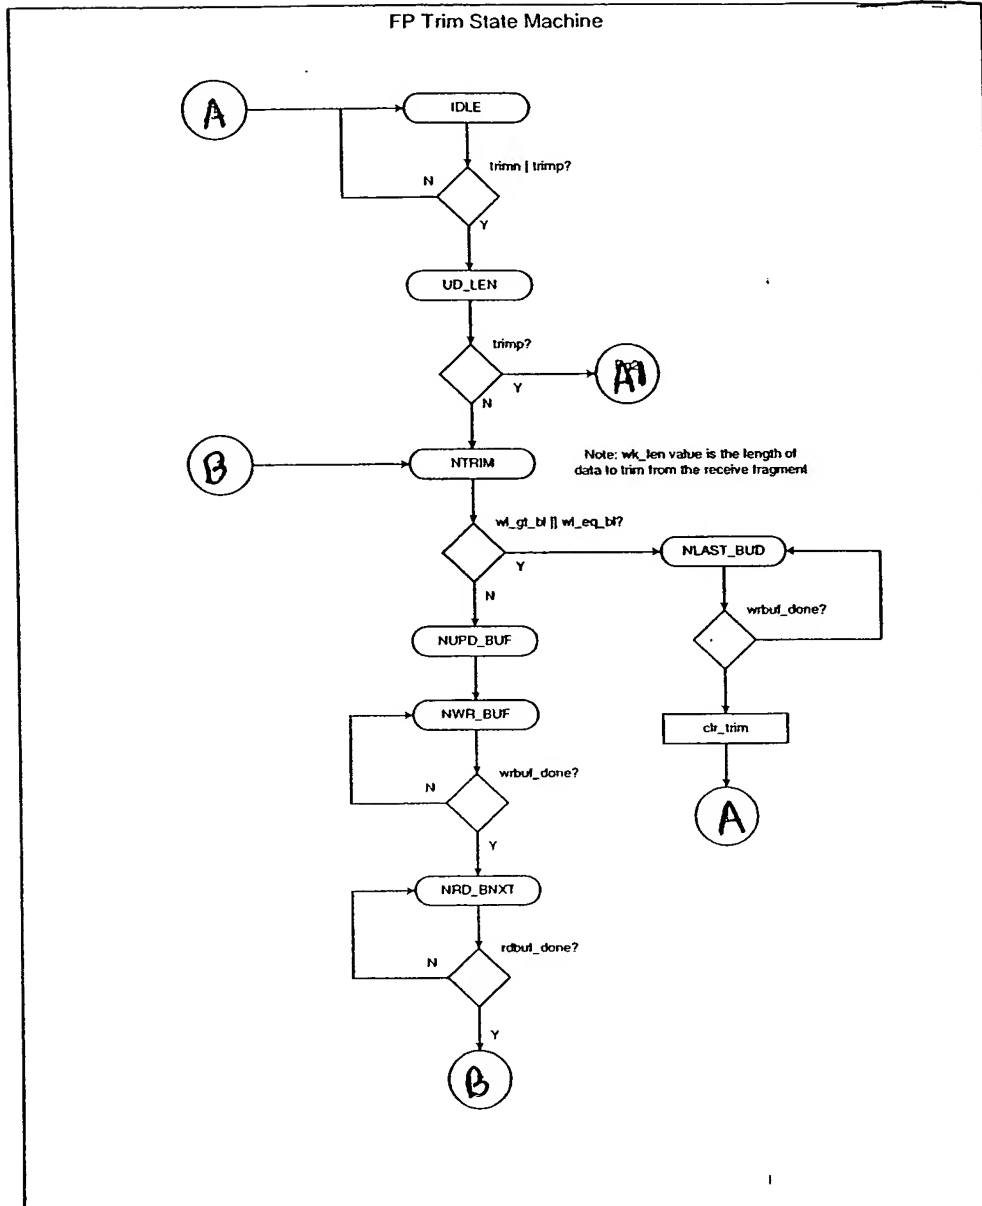 FP Trim State Machine
A
IDLE
trimn | trimp?
N
Y
UD_LEN
trimp?
A1
Y
N
B
NTRIM
Note: wk_len value is the length of
data to trim from the receive fragment
wl_gt_bl || wl_eq_bl?
Y
NLAST_BUD
N
wrbuf_done?
NUPD_BUF
NWR_BUF
clr_trim
wrbuf_done?
N
A
Y
NRD_BNXT
rdbuf_done?
N
Y
B